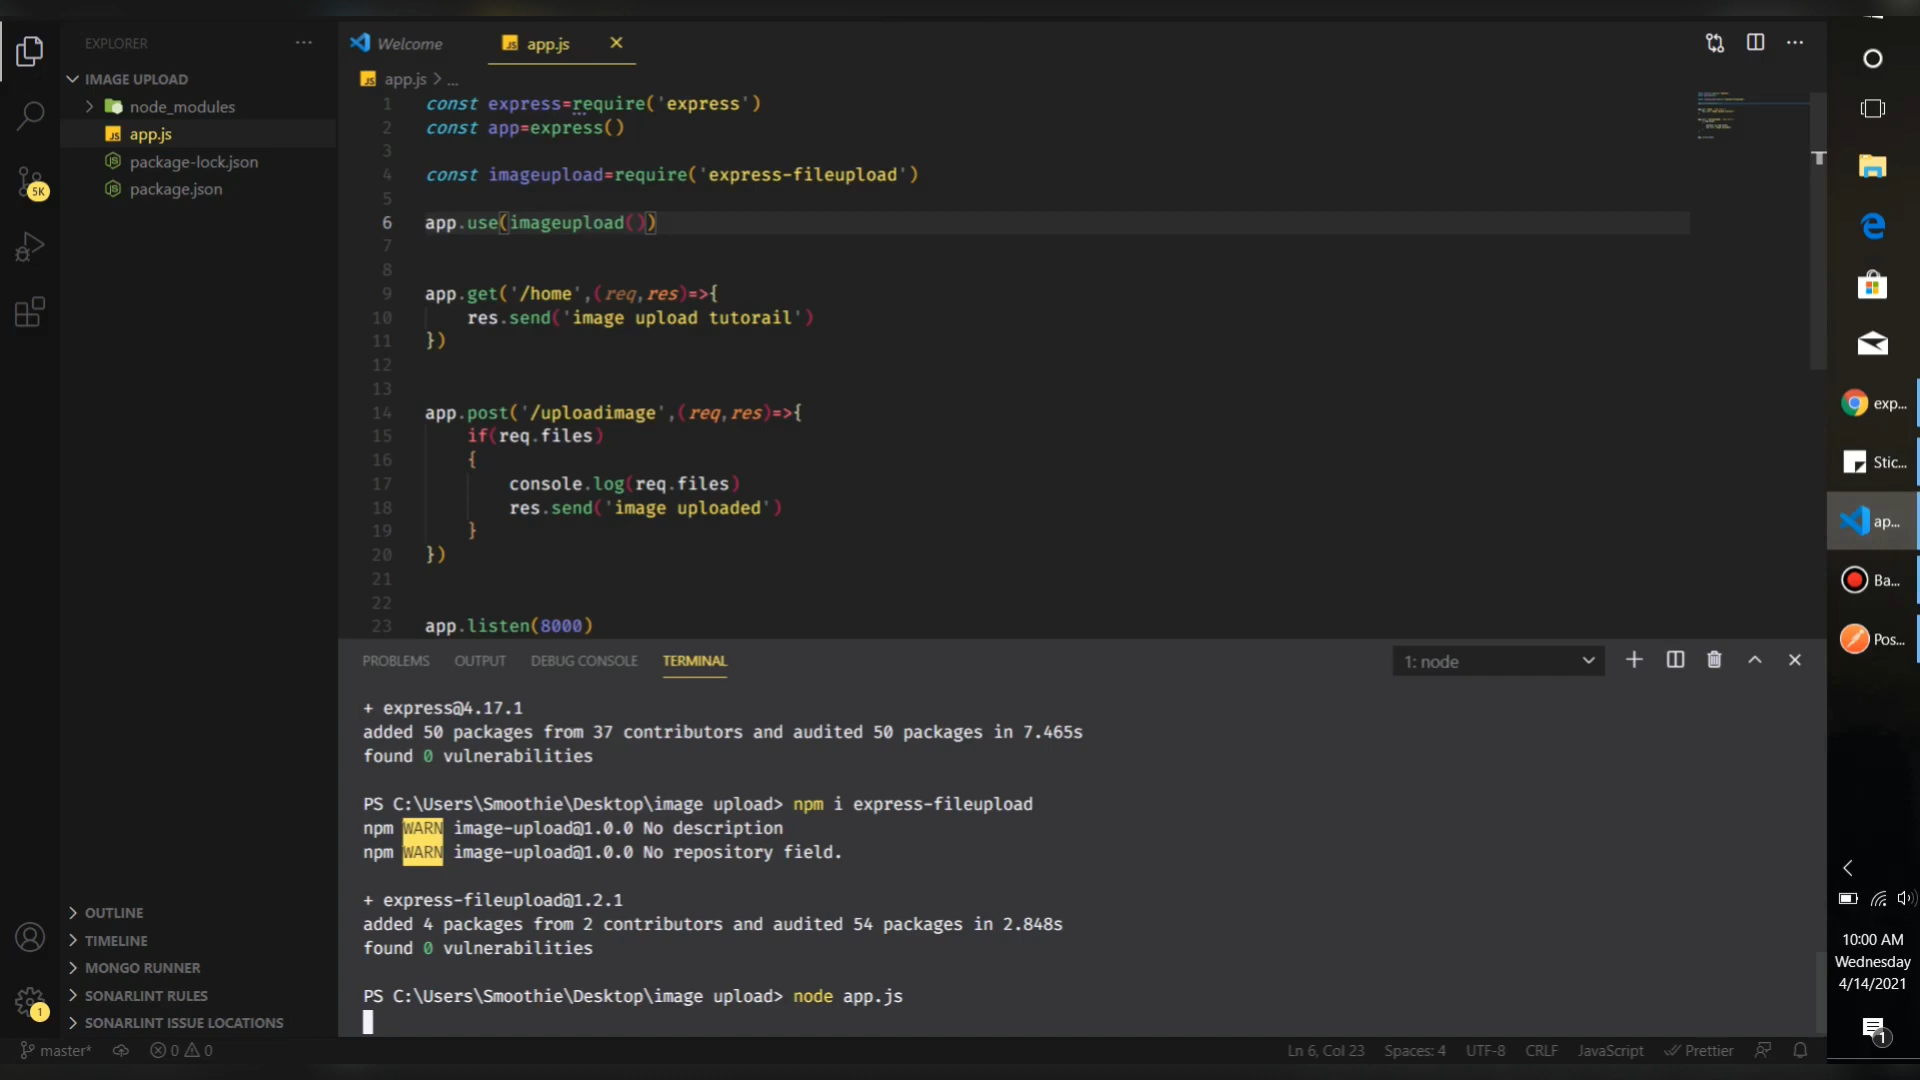 EXPLORER
IMAGE UPLOAD
node_modules
app.js
package-lock.json
package.json
5K
OUTLINE
TIMELINE
MONGO RUNNER
SONARLINT RULES
SONARLINT ISSUE LOCATIONS
1
Welcome
JS app.js
JS app.js > ...
1 const express=require('express')
2 const app=express()
3
4 const imageupload=require('express-fileupload')
5
6 app.use(imageupload())
7
8
9 app.get('/home',(req,res)=>{
10 res.send('image upload tutorail')
11 })
12
13
14 app.post('/uploadimage',(req,res)=>{
15 if(req.files)
16 {
17 console.log(req.files)
18 res.send('image uploaded')
19 }
20 })
21
22
23 app.listen(8000)
PROBLEMS OUTPUT DEBUG CONSOLE TERMINAL 1: node
+ express@4.17.1
added 50 packages from 37 contributors and audited 50 packages in 7.465s
found 0 vulnerabilities
PS C:\Users\Smoothie\Desktop\image upload> npm i express-fileupload
npm WARN image-upload@1.0.0 No description
npm WARN image-upload@1.0.0 No repository field.
+ express-fileupload@1.2.1
added 4 packages from 2 contributors and audited 54 packages in 2.848s
found 0 vulnerabilities
PS C:\Users\Smoothie\Desktop\image upload> node app.js
master* 0 0 Ln 6, Col 23 Spaces: 4 UTF-8 CRLF JavaScript Prettier
exp...
Stic...
ap...
Ba...
Pos...
10:00 AM
Wednesday
4/14/2021
1